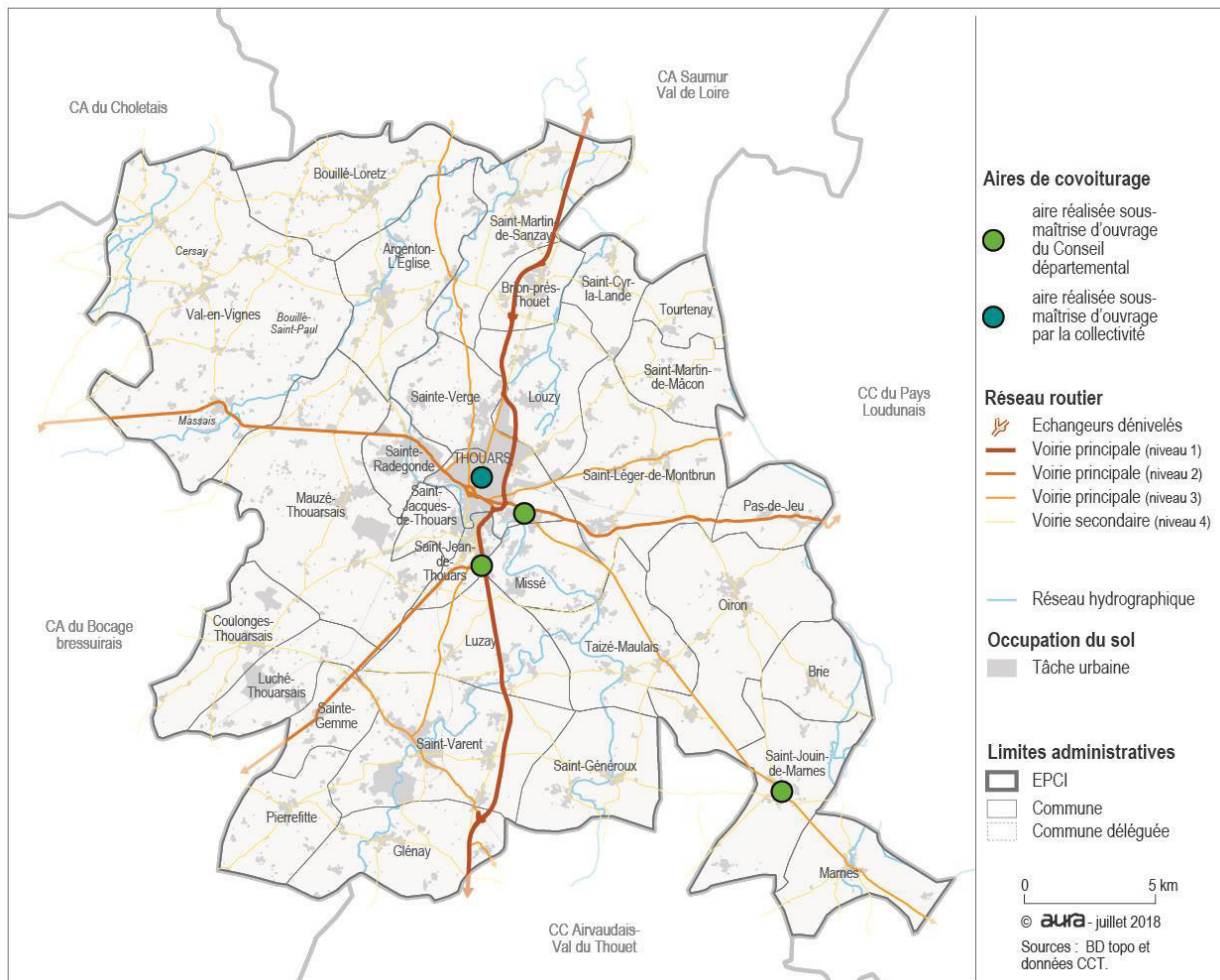 CA du Choletais
CA Saumur
Val de Loire
Bouillé-Loretz
Saint-Martin-
de-Sanzay
Cersay
Argenton-
L'Église
Brion-près-
Thouet
Saint-Cyr-
la-Lande
Tourtenay
Val-en-Vignes
Bouillé-
Saint-Paul
Saint-Martin-
de-Mâcon
CC du Pays
Loudunais
Sainte-Verge
Louzy
Massais
Sainte-
Radegonde
THOUARS
Saint-Léger-de-Montbrun
Mauzé-
Thouarsais
Saint-
Jacques-
de-Thouars
Pas-de-Jeu
Saint-Jean-
de-
Thouars
Missé
Oiron
CA du Bocage
bressuirais
Coulonges-
Thouarsais
Luzay
Taizé-Maulais
Brie
Luché-
Thouarsais
Sainte-
Gemme
Saint-Varent
Saint-Généroux
Saint-Jouin-
de-Marnes
Pierrefitte
Glénay
Marnes
CC Airvaudais-
Val du Thouet
Aires de covoiturage
aire réalisée sous-
maîtrise d'ouvrage
du Conseil
départemental
aire réalisée sous-
maîtrise d'ouvrage
par la collectivité
Réseau routier
Echangeurs dénivelés
Voirie principale (niveau 1)
Voirie principale (niveau 2)
Voirie principale (niveau 3)
Voirie secondaire (niveau 4)
Réseau hydrographique
Occupation du sol
Tâche urbaine
Limites administratives
EPCI
Commune
Commune déléguée
0 5 km
© aura - juillet 2018
Sources : BD topo et
données CCT.